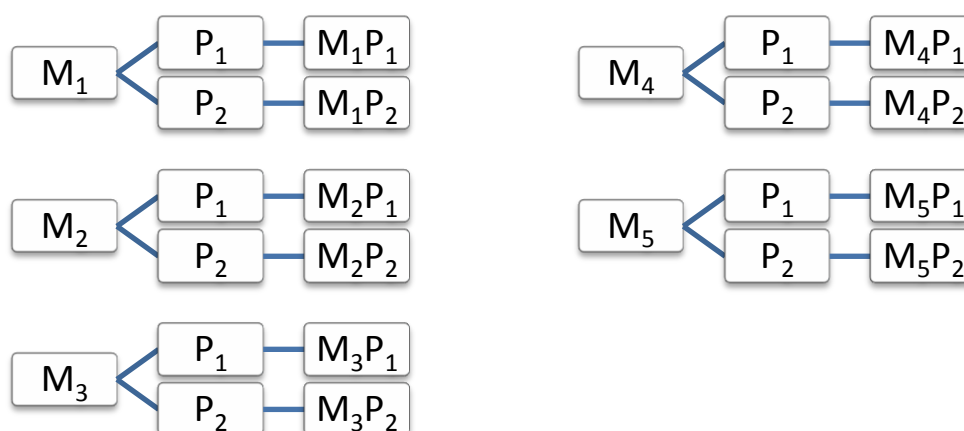 M₁ P₁ M₁P₁
P₂ M₁P₂
M₂ P₁ M₂P₁
P₂ M₂P₂
M₃ P₁ M₃P₁
P₂ M₃P₂
M₄ P₁ M₄P₁
P₂ M₄P₂
M₅ P₁ M₅P₁
P₂ M₅P₂